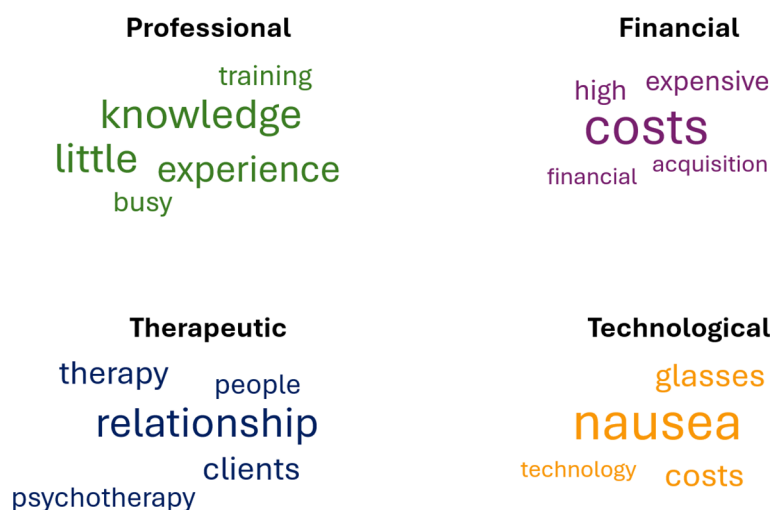 Professional
training
knowledge
little experience
busy
Financial
high expensive
costs
financial acquisition
Therapeutic
therapy people
relationship
clients
psychotherapy
Technological
glasses
nausea
technology costs